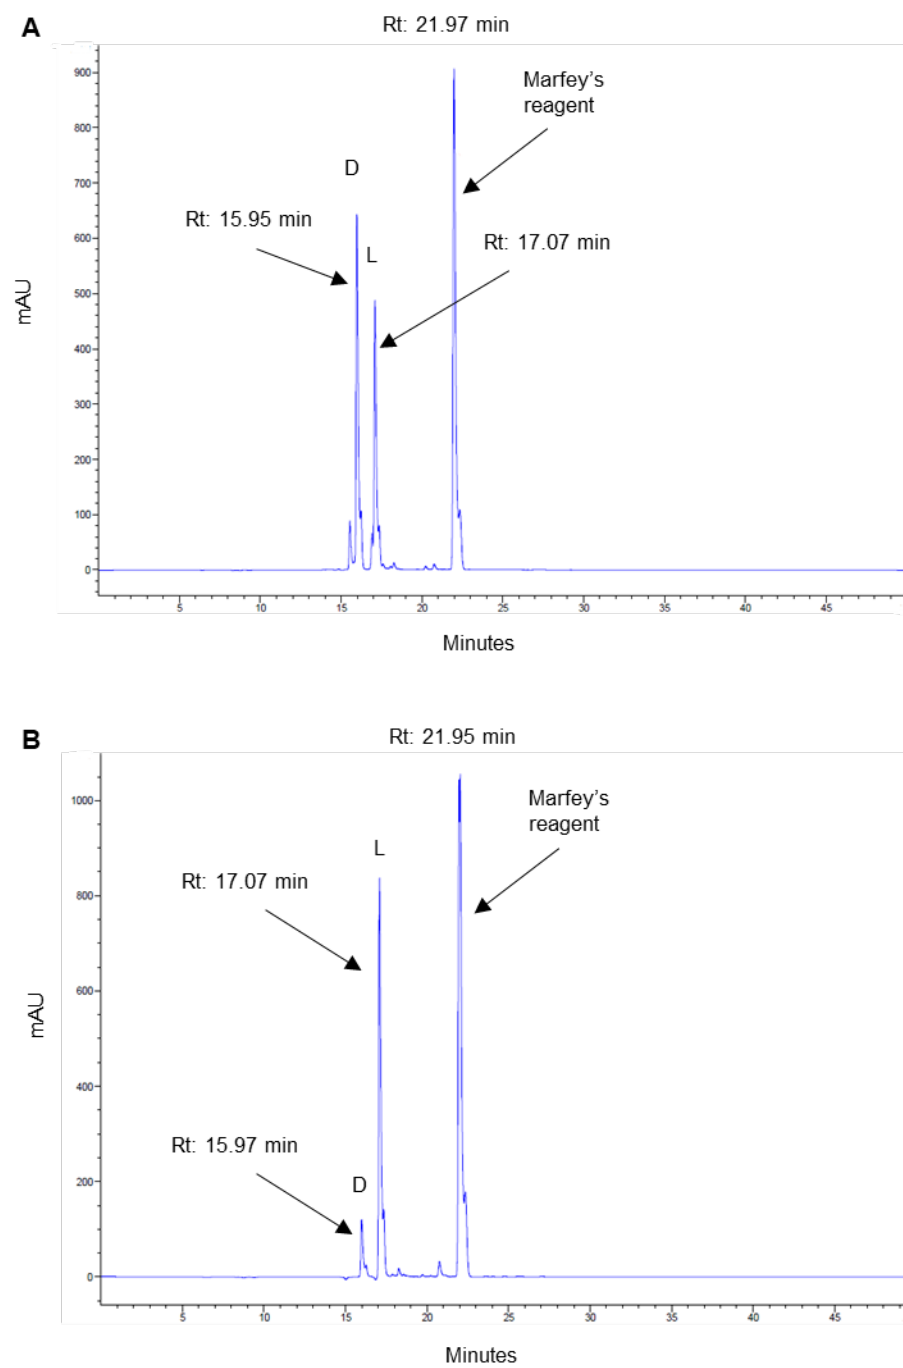 A
Rt: 21.97 min
Marfey's
reagent
D
Rt: 15.95 min
L
Rt: 17.07 min
mAU
900
800
700
600
500
400
300
200
100
0
5
10
15
20
25
30
35
40
45
Minutes
B
Rt: 21.95 min
Marfey's
reagent
L
Rt: 17.07 min
Rt: 15.97 min
D
mAU
1000
800
600
400
200
0
5
10
15
20
25
30
35
40
45
Minutes